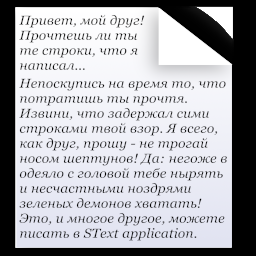 Привет, мой друг!
Прочтешь ли ты
те строки, что я
написал...
Непоскупись на время то, что
потратишь ты прочтя.
Извини, что задержал сими
строками твой взор. Я всего,
как друг, прошу - не трогай
носом шептунов! Да: негоже в
одеяло с головой тебе нырять
и несчастными ноздрями
зеленых демонов хватать!
Это, и многое другое, можете
писать в SText application.